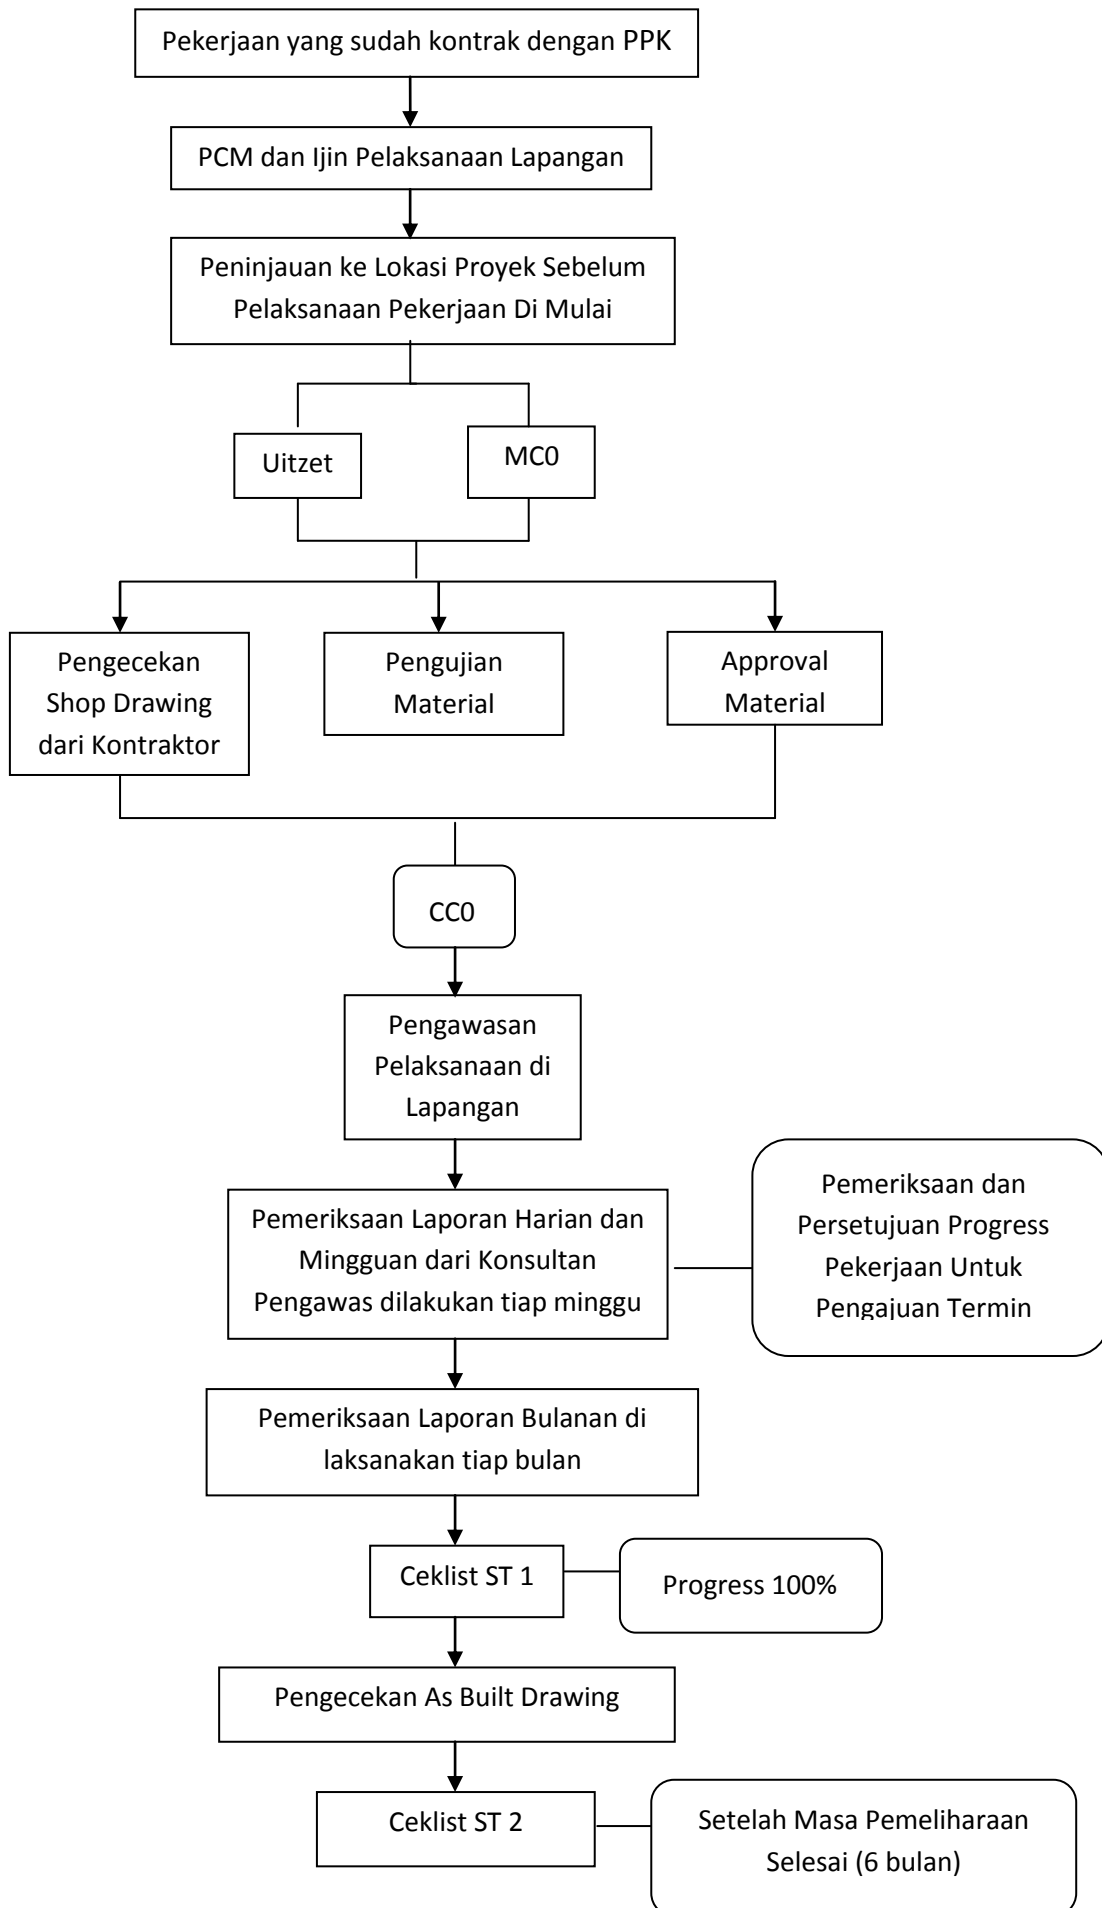 Pekerjaan yang sudah kontrak dengan PPK
PCM dan Ijin Pelaksanaan Lapangan
Peninjauan ke Lokasi Proyek Sebelum
Pelaksanaan Pekerjaan Di Mulai
Uitzet
MC0
Pengecekan
Shop Drawing
dari Kontraktor
Pengujian
Material
Approval
Material
CC0
Pengawasan
Pelaksanaan di
Lapangan
Pemeriksaan Laporan Harian dan
Mingguan dari Konsultan
Pengawas dilakukan tiap minggu
Pemeriksaan dan
Persetujuan Progress
Pekerjaan Untuk
Pengajuan Termin
Pemeriksaan Laporan Bulanan di
laksanakan tiap bulan
Ceklist ST 1
Progress 100%
Pengecekan As Built Drawing
Ceklist ST 2
Setelah Masa Pemeliharaan
Selesai (6 bulan)